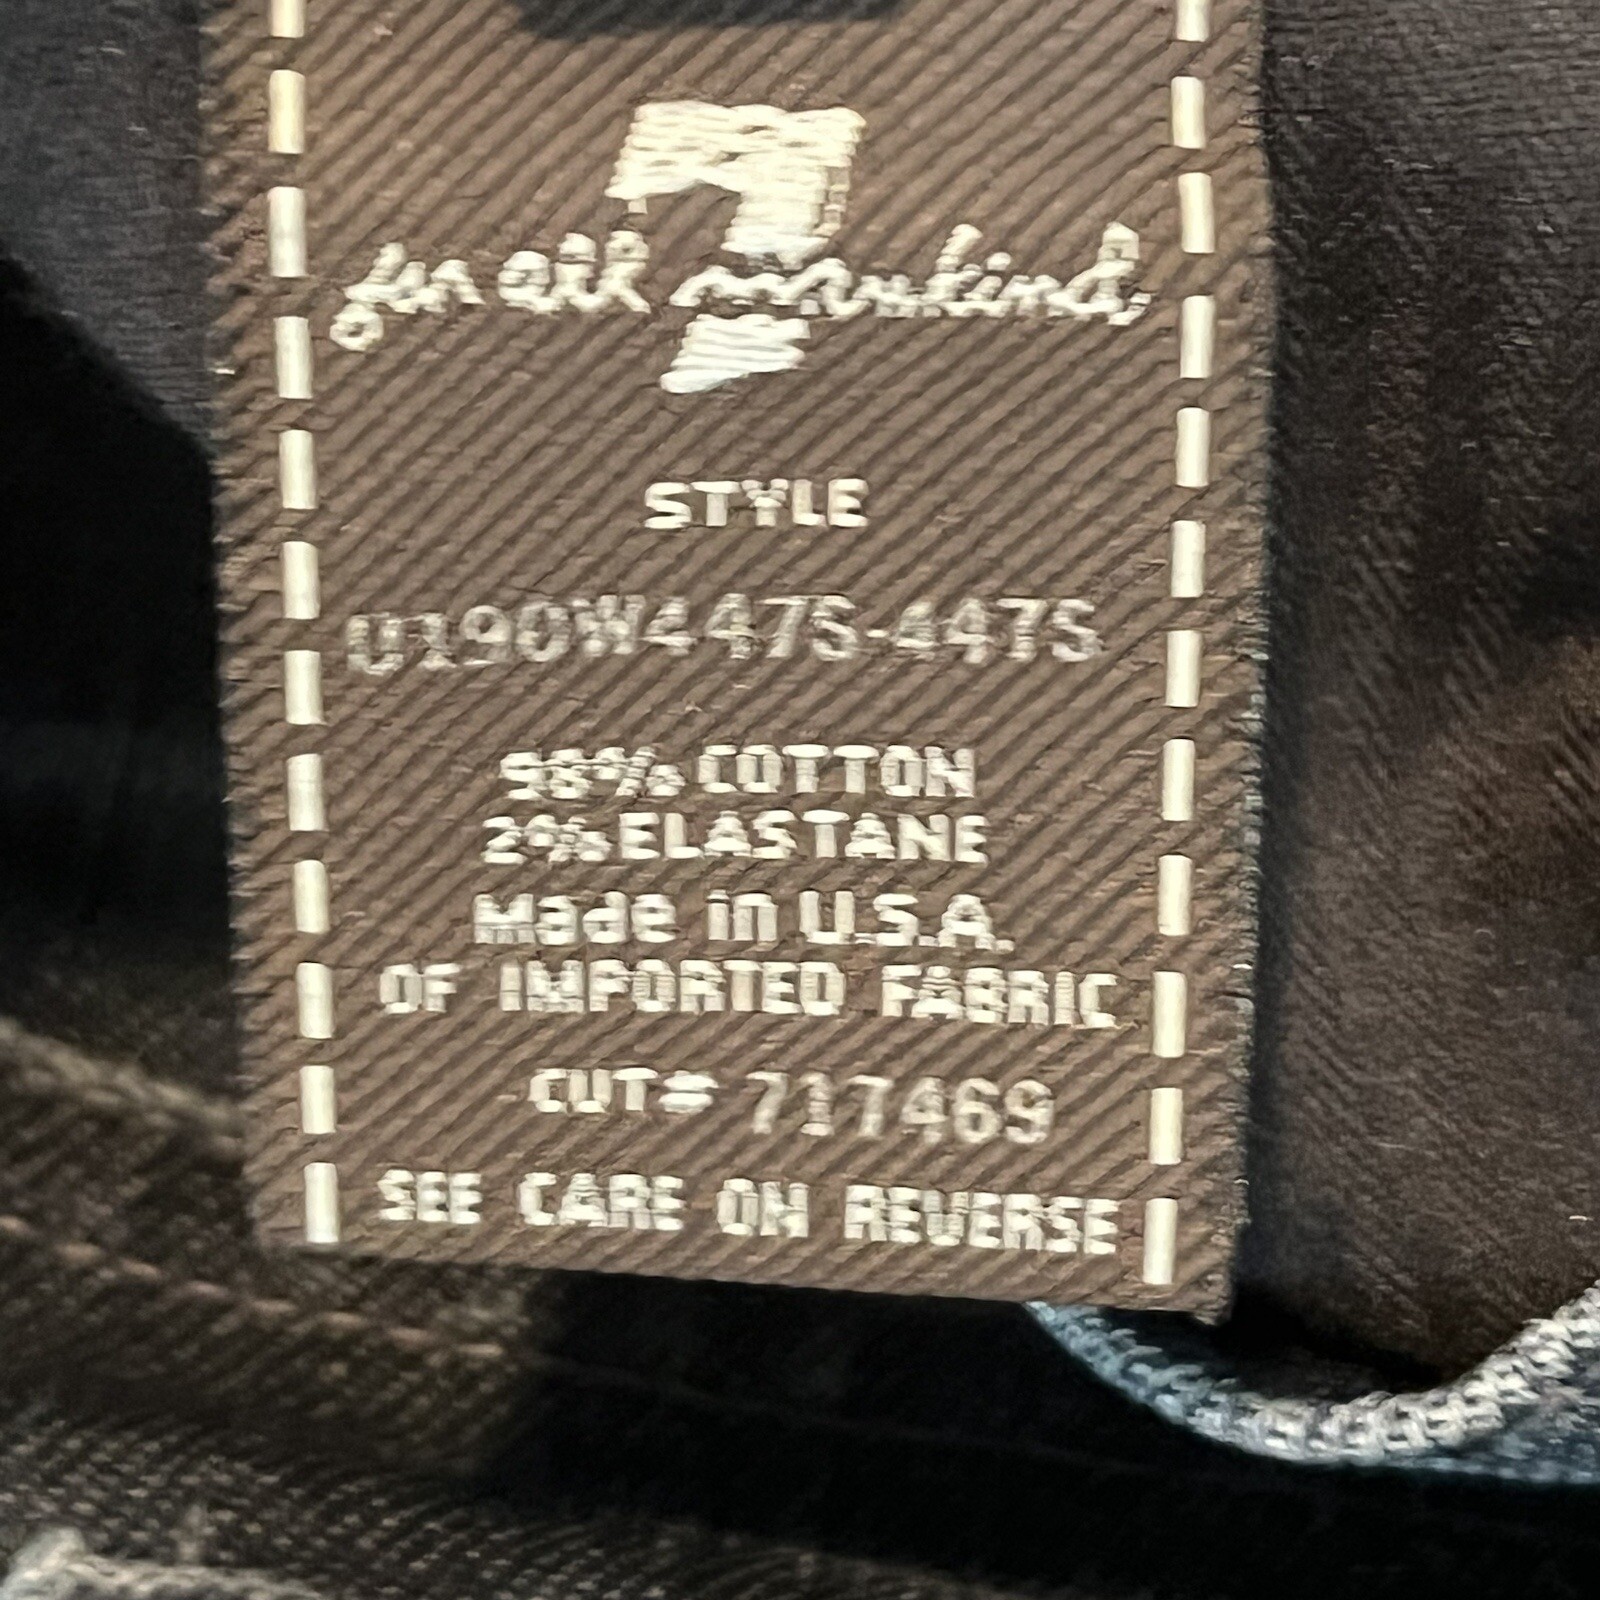 7
for all mankind
STYLE
U190W447S-447S
98% COTTON
2% ELASTANE
Made in U.S.A.
OF IMPORTED FABRIC
CUT# 717469
SEE CARE ON REVERSE